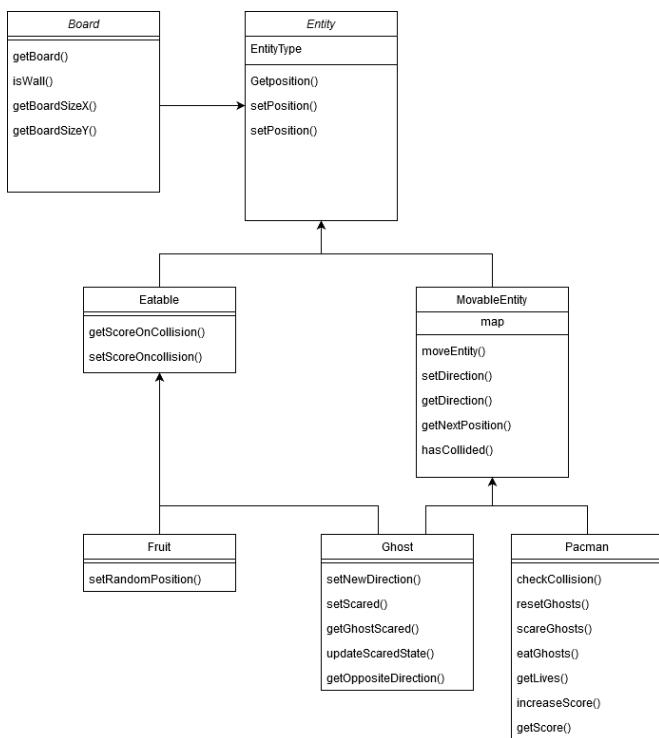 Board
getBoard()
isWall()
getBoardSizeX()
getBoardSizeY()
Entity
EntityType
Getposition()
setPosition()
setPosition()
Eatable
getScoreOnCollision()
setScoreOncollision()
MovableEntity
map
moveEntity()
setDirection()
getDirection()
getNextPosition()
hasCollided()
Fruit
setRandomPosition()
Ghost
setNewDirection()
setScared()
getGhostScared()
updateScaredState()
getOppositeDirection()
Pacman
checkCollision()
resetGhosts()
scareGhosts()
eatGhosts()
getLives()
increaseScore()
getScore()